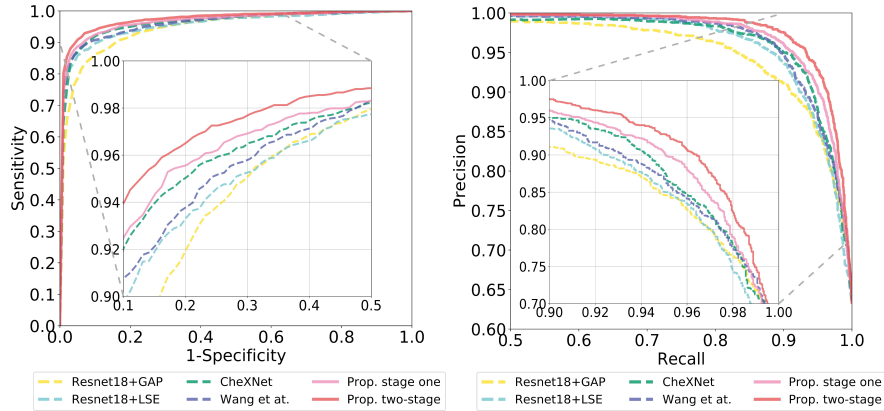 1.0
0.9
0.8
0.7
0.6
0.5
0.4
0.3
0.2
0.1
0.0
Sensitivity
1.00
0.98
0.96
0.94
0.92
0.90
0.1 0.2 0.3 0.4 0.5
0.0 0.2 0.4 0.6 0.8 1.0
1-Specificity
Resnet18+GAP CheXNet Prop. stage one
Resnet18+LSE Wang et at. Prop. two-stage
1.00
0.95
0.90
0.85
0.80
0.75
0.70
0.65
0.60
Precision
1.00
0.95
0.90
0.85
0.80
0.75
0.70
0.90 0.92 0.94 0.96 0.98 1.00
0.5 0.6 0.7 0.8 0.9 1.0
Recall
Resnet18+GAP CheXNet Prop. stage one
Resnet18+LSE Wang et at. Prop. two-stage